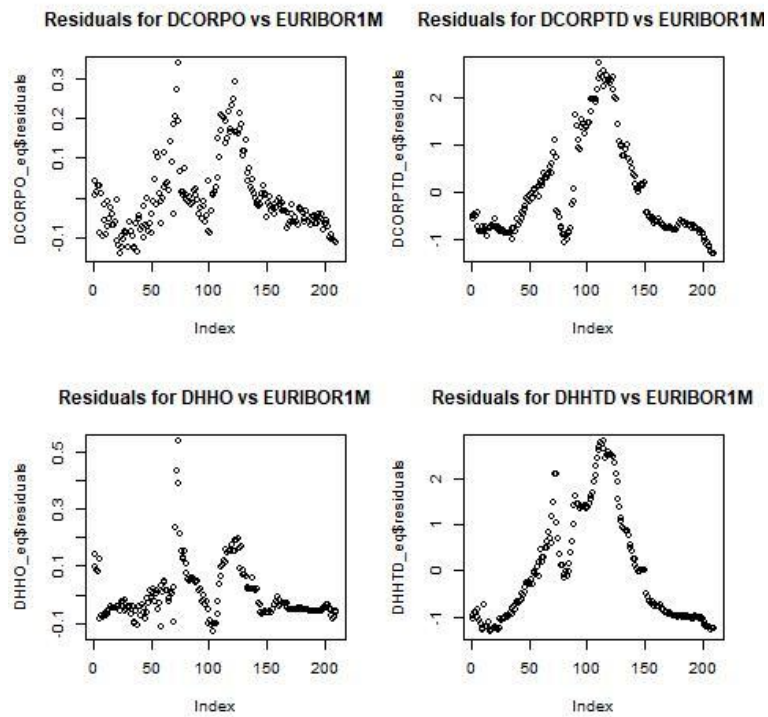 Residuals for DCORPO vs EURIBOR1M
DCORPO_eq$residuals
0.3
0.1
-0.1
0 50 100 150 200
Index
Residuals for DCORPTD vs EURIBOR1M
DCORPTD_eq$residuals
2
1
0
-1
0 50 100 150 200
Index
Residuals for DHHO vs EURIBOR1M
DHHO_eq$residuals
0.5
0.3
0.1
-0.1
0 50 100 150 200
Index
Residuals for DHHTD vs EURIBOR1M
DHHTD_eq$residuals
2
1
0
-1
0 50 100 150 200
Index